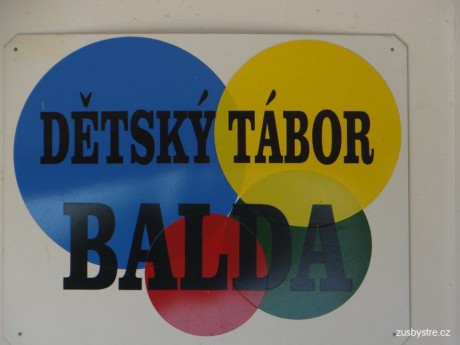 DĚTSKÝ TÁBOR
BALDA
zusbystre.cz